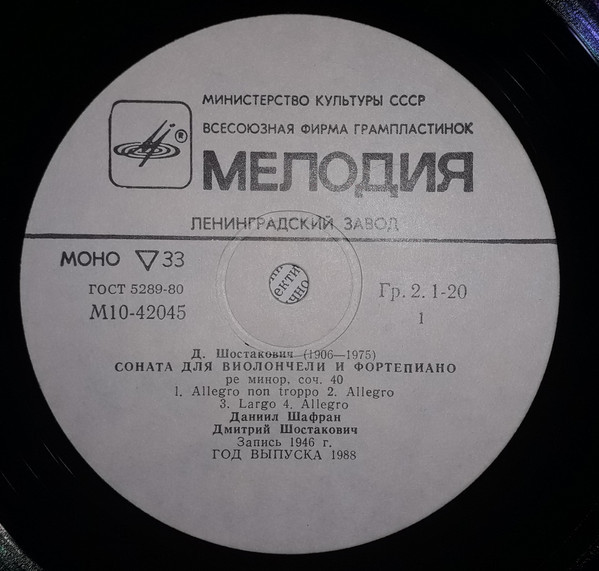 МИНИСТЕРСТВО КУЛЬТУРЫ СССР
ВСЕСОЮЗНАЯ ФИРМА ГРАМПЛАСТИНОК
®
МЕЛОДИЯ
ЛЕНИНГРАДСКИЙ ЗАВОД
МОНО ▽33
ГОСТ 5289-80
М10-42045
Гр. 2. 1-20
1
екти
чно
Д. Шостакович (1906—1975)
СОНАТА ДЛЯ ВИОЛОНЧЕЛИ И ФОРТЕПИАНО
ре минор, соч. 40
1. Allegro non troppo 2. Allegro
3. Largo 4. Allegro
Даниил Шафран
Дмитрий Шостакович
Запись 1946 г.
ГОД ВЫПУСКА 1988